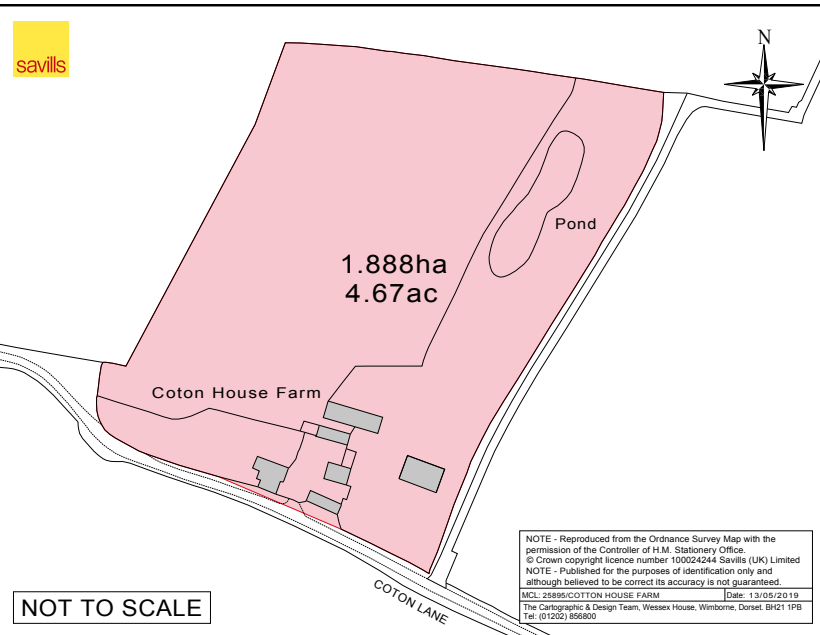 savills
N
Pond
1.888ha
4.67ac
Coton House Farm
COTON LANE
NOT TO SCALE
NOTE - Reproduced from the Ordnance Survey Map with the
permission of the Controller of H.M. Stationery Office.
© Crown copyright licence number 100024244 Savills (UK) Limited
NOTE - Published for the purposes of identification only and
although believed to be correct its accuracy is not guaranteed.
MCL: 25895/COTTON HOUSE FARM
Date: 13/05/2019
The Cartographic & Design Team, Wessex House, Wimborne, Dorset. BH21 1PB
Tel: (01202) 856800